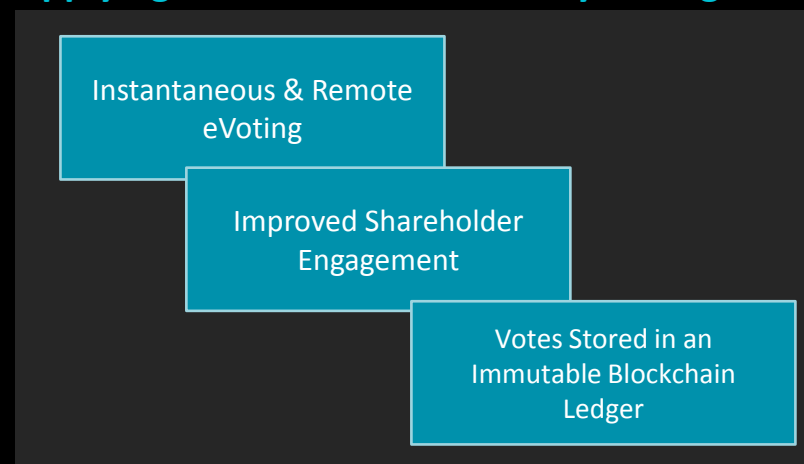 Instantaneous & Remote
eVoting
Improved Shareholder
Engagement
Votes Stored in an
Immutable Blockchain
Ledger